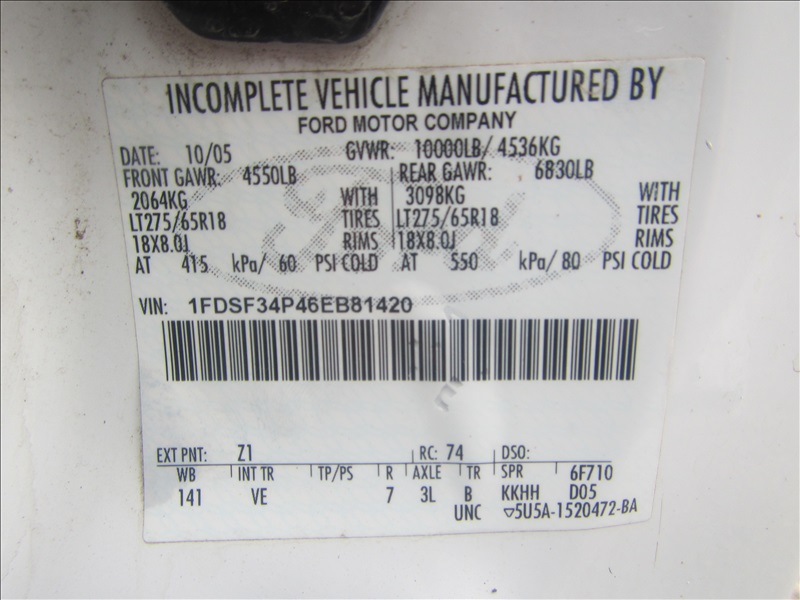 INCOMPLETE VEHICLE MANUFACTURED BY
FORD MOTOR COMPANY
DATE: 10/05 GVWR: 10000LB/ 4536KG
FRONT GAWR: 4550LB REAR GAWR: 6830LB
2064KG WITH 3098KG WITH
LT275/65R18 TIRES LT275/65R18 TIRES
18X8.0J RIMS 18X8.0J RIMS
AT 415 kPa/ 60 PSI COLD AT 550 kPa/ 80 PSI COLD
VIN: 1FDSF34P46EB81420
EXT PNT: Z1 RC: 74 DSO:
WB INT TR TP/PS R AXLE TR SPR 6F710
141 VE 7 3L B KKHH D05
UNC ▽5U5A-1520472-BA